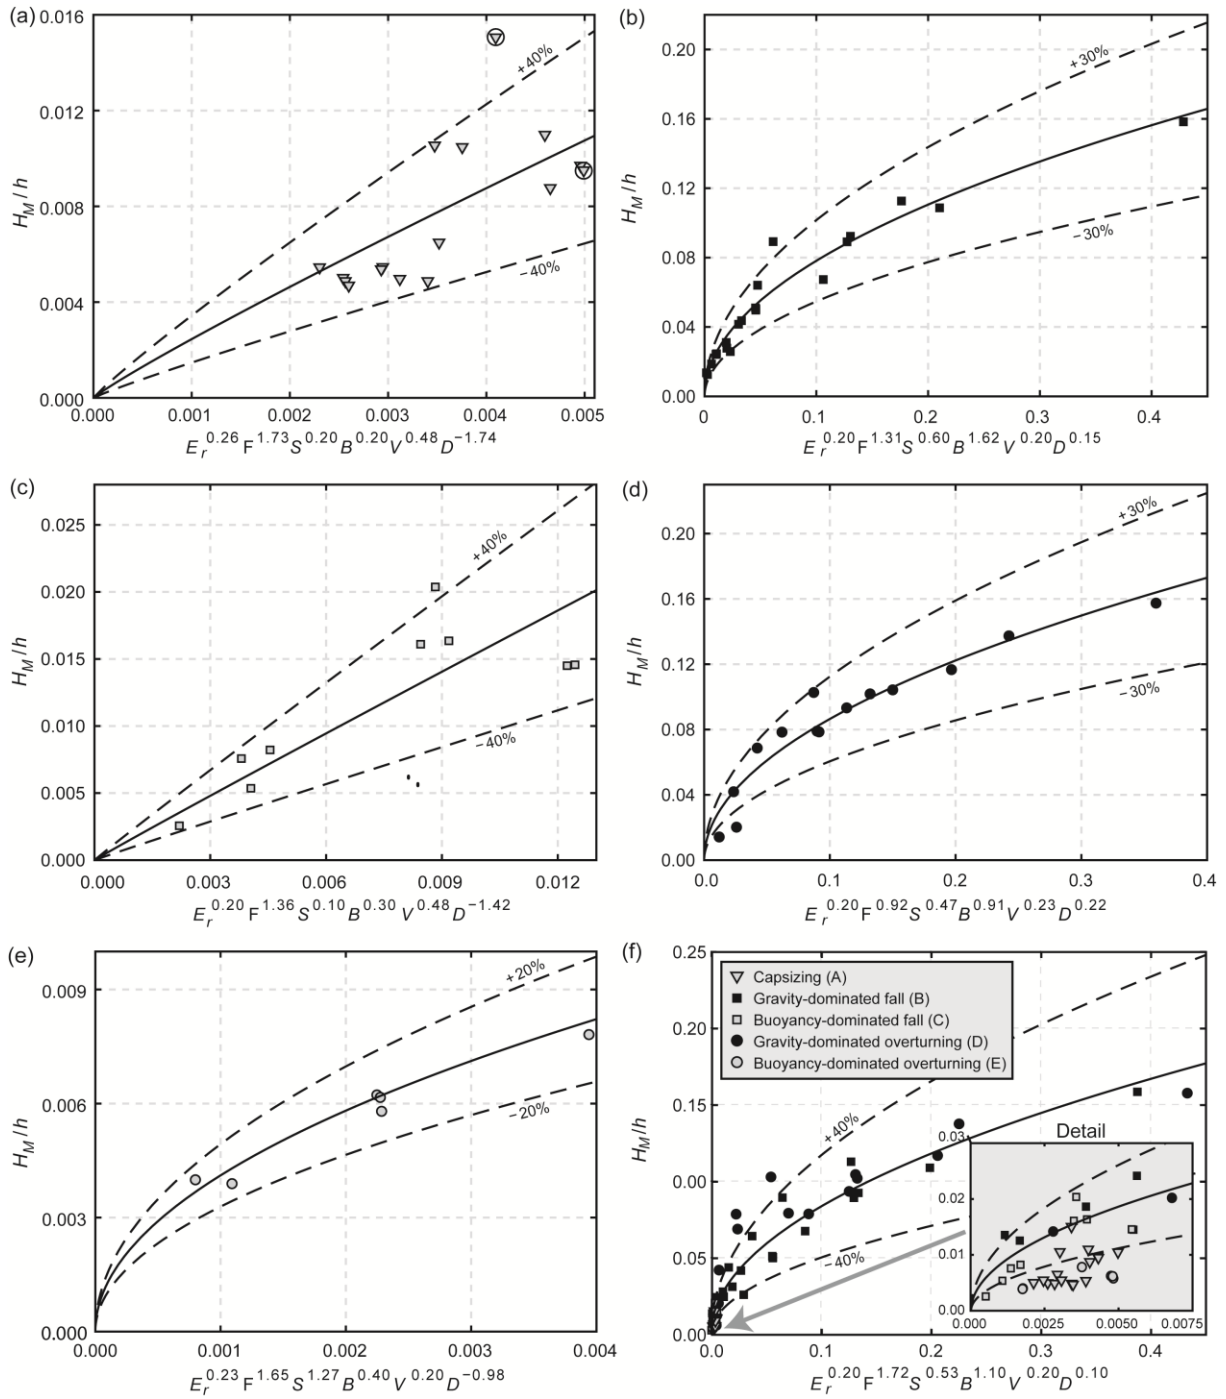 (a)
0.016
0.012
0.008
0.004
0.000
H_M/h
+40%
−40%
0.000 0.001 0.002 0.003 0.004 0.005
E_r^0.26 F^1.73 S^0.20 B^0.20 V^0.48 D^−1.74
(b)
0.20
0.16
0.12
0.08
0.04
0.00
H_M/h
+30%
−30%
0 0.1 0.2 0.3 0.4
E_r^0.20 F^1.31 S^0.60 B^1.62 V^0.20 D^0.15
(c)
0.025
0.020
0.015
0.010
0.005
0.000
H_M/h
+40%
−40%
0.000 0.003 0.006 0.009 0.012
E_r^0.20 F^1.36 S^0.10 B^0.30 V^0.48 D^−1.42
(d)
0.20
0.16
0.12
0.08
0.04
0.00
H_M/h
+30%
−30%
0.0 0.1 0.2 0.3 0.4
E_r^0.20 F^0.92 S^0.47 B^0.91 V^0.23 D^0.22
(e)
0.009
0.006
0.003
0.000
H_M/h
+20%
−20%
0.000 0.001 0.002 0.003 0.004
E_r^0.23 F^1.65 S^1.27 B^0.40 V^0.20 D^−0.98
(f)
0.25
0.00
0.15
0.00
0.05
0.00
H_M/h
Capsizing (A)
Gravity-dominated fall (B)
Buoyancy-dominated fall (C)
Gravity-dominated overturning (D)
Buoyancy-dominated overturning (E)
+40%
−40%
Detail
0.03
0.02
0.01
0.00
0.000 0.0025 0.0050 0.0075
0.0 0.1 0.2 0.3 0.4
E_r^0.20 F^1.72 S^0.53 B^1.10 V^0.20 D^0.10